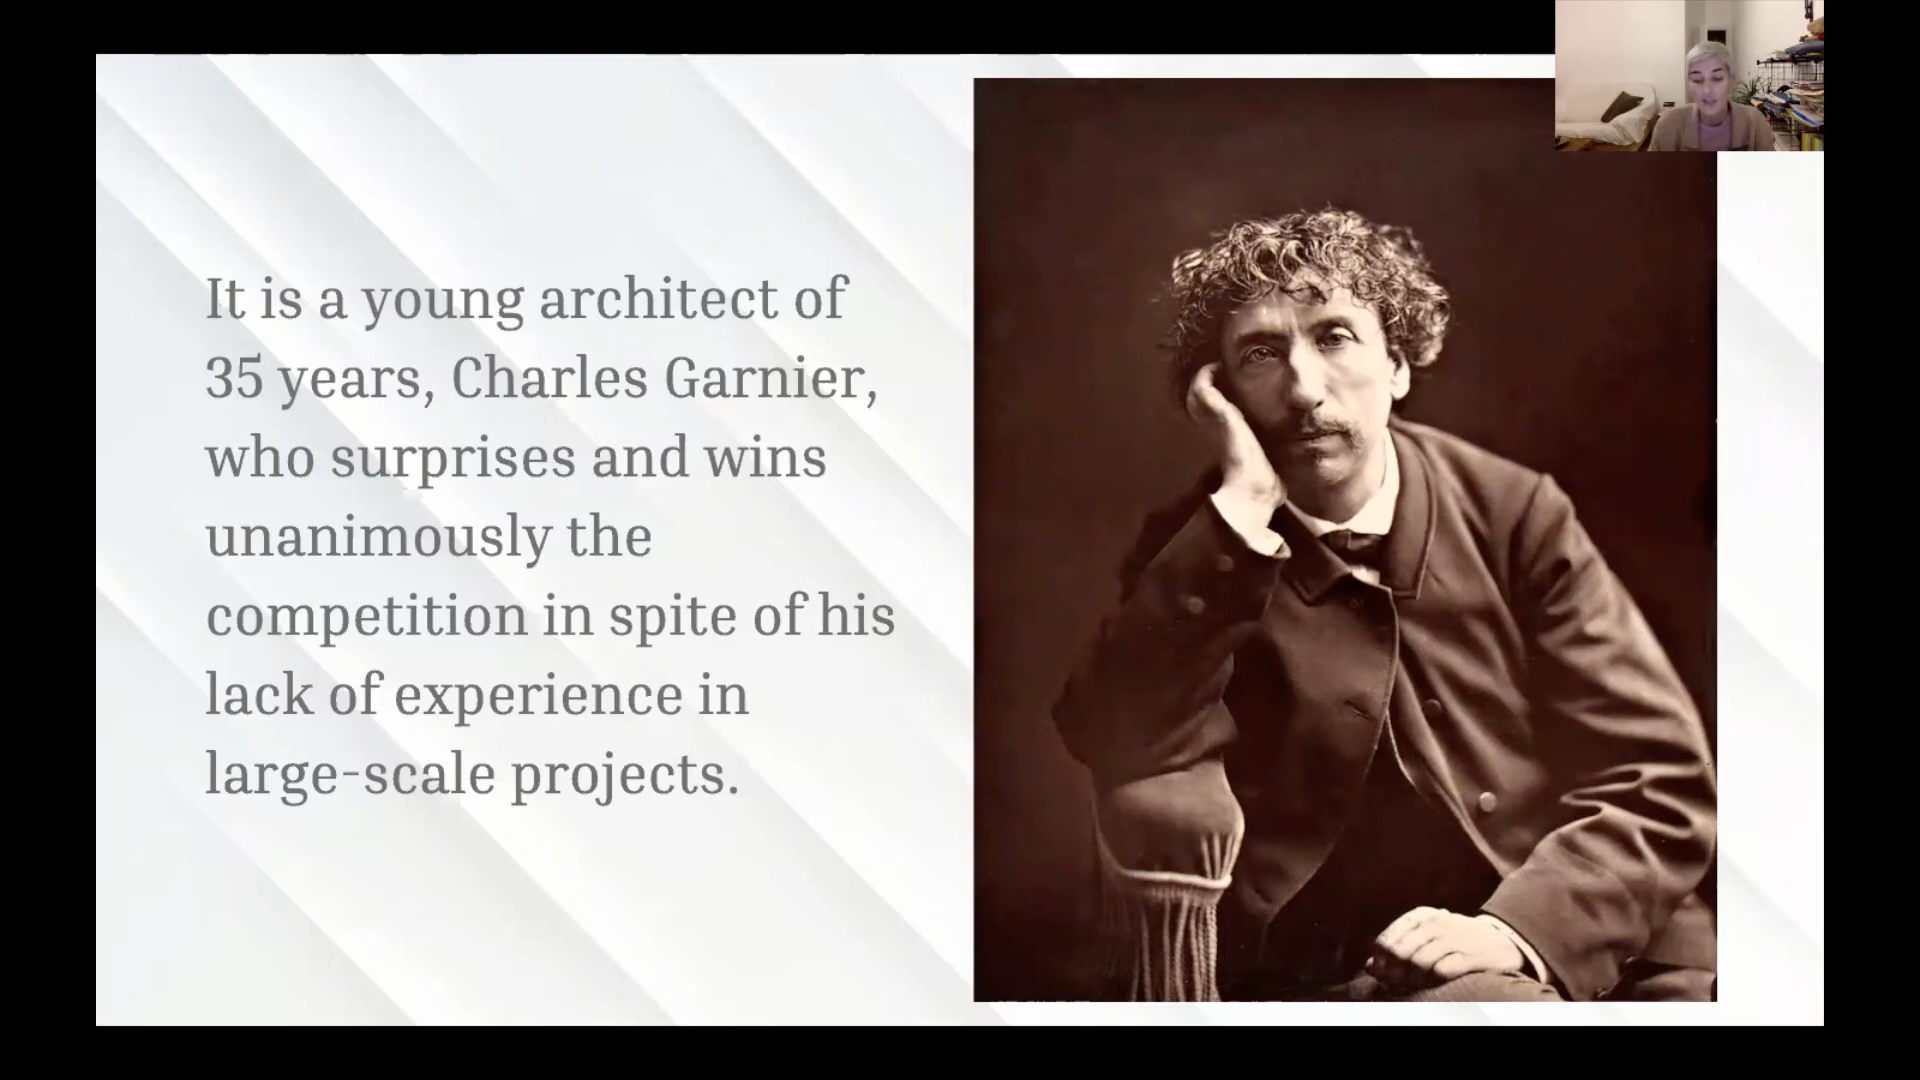 It is a young architect of
35 years, Charles Garnier,
who surprises and wins
unanimously the
competition in spite of his
lack of experience in
large-scale projects.